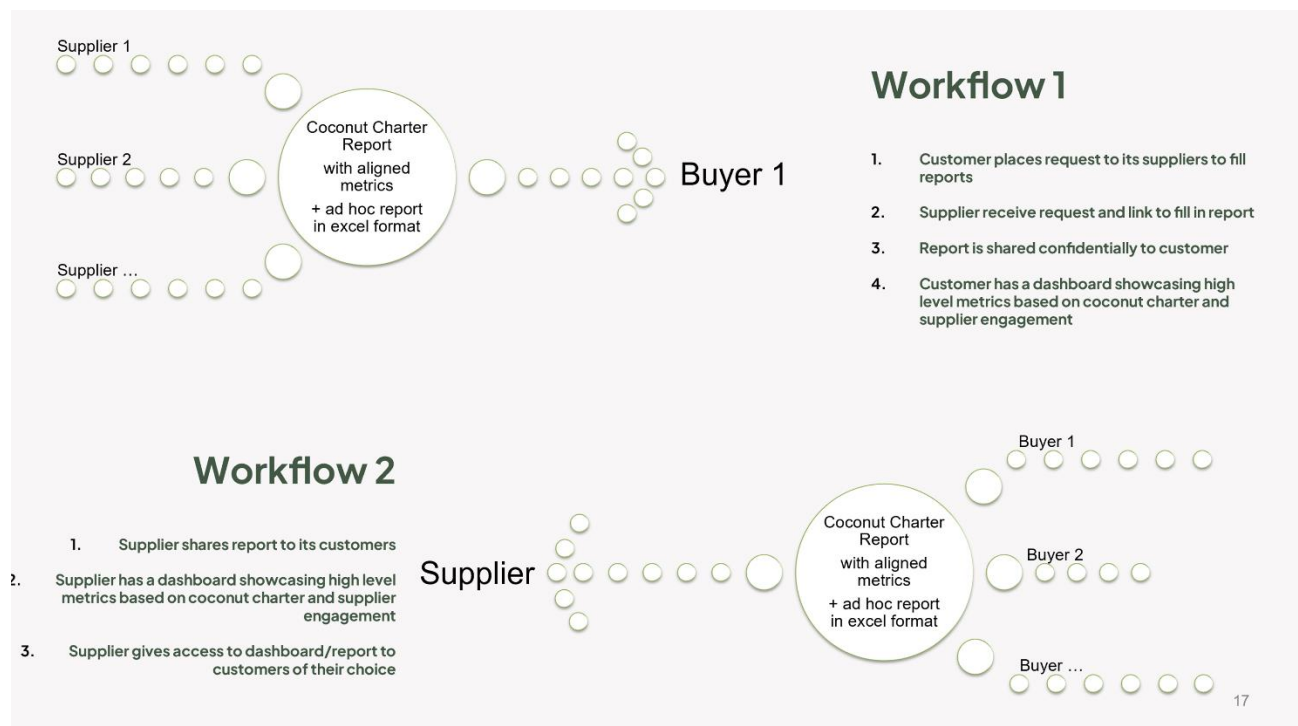 Supplier 1
Supplier 2
Supplier …
Coconut Charter
Report
with aligned
metrics
+ ad hoc report
in excel format
Buyer 1
Workflow 1
1. Customer places request to its suppliers to fill
reports
2. Supplier receive request and link to fill in report
3. Report is shared confidentially to customer
4. Customer has a dashboard showcasing high
level metrics based on coconut charter and
supplier engagement
Workflow 2
1. Supplier shares report to its customers
2. Supplier has a dashboard showcasing high level
metrics based on coconut charter and supplier
engagement
3. Supplier gives access to dashboard/report to
customers of their choice
Supplier
Coconut Charter
Report
with aligned
metrics
+ ad hoc report
in excel format
Buyer 1
Buyer 2
Buyer …
17